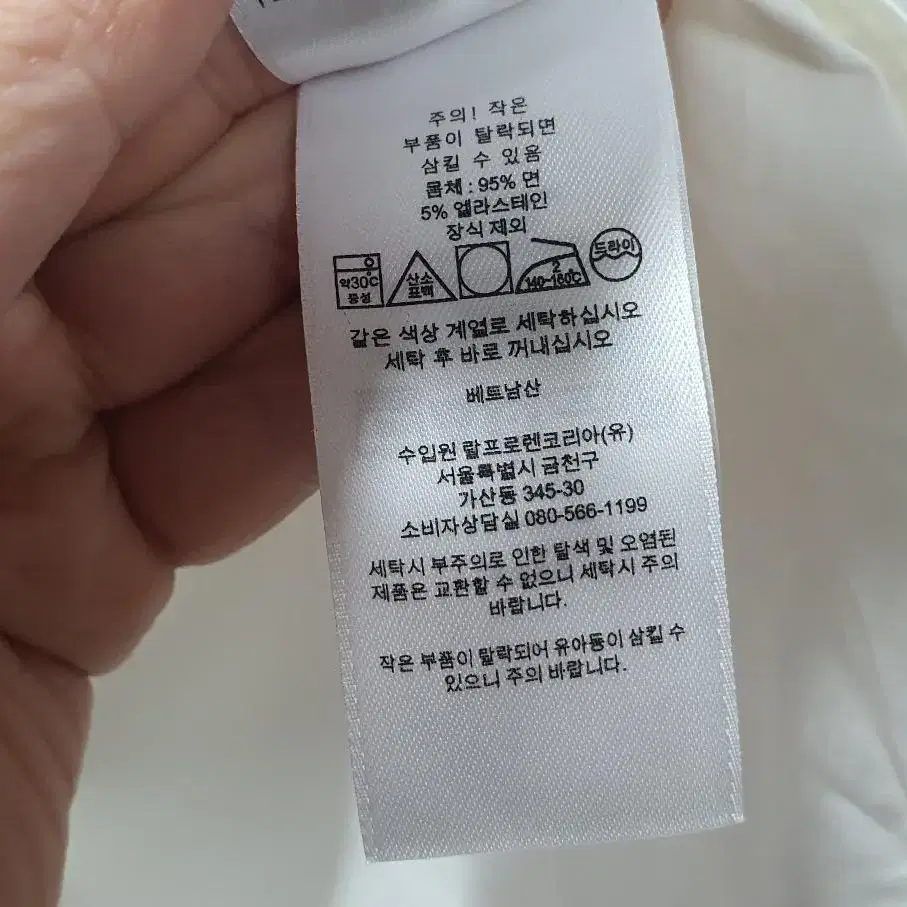 주의! 작은
부품이 탈락되면
삼킬 수 있음
몸체 : 95% 면
5% 엘라스테인
장식 제외
약30°C
중성
산소
표백
2
140~160°C
드라이
같은 색상 계열로 세탁하십시오
세탁 후 바로 꺼내십시오
베트남산
수입원 랄프로렌코리아(유)
서울특별시 금천구
가산동 345-30
소비자상담실 080-566-1199
세탁시 부주의로 인한 탈색 및 오염된
제품은 교환할 수 없으니 세탁시 주의
바랍니다.
작은 부품이 탈락되어 유아동이 삼킬 수
있으니 주의 바랍니다.